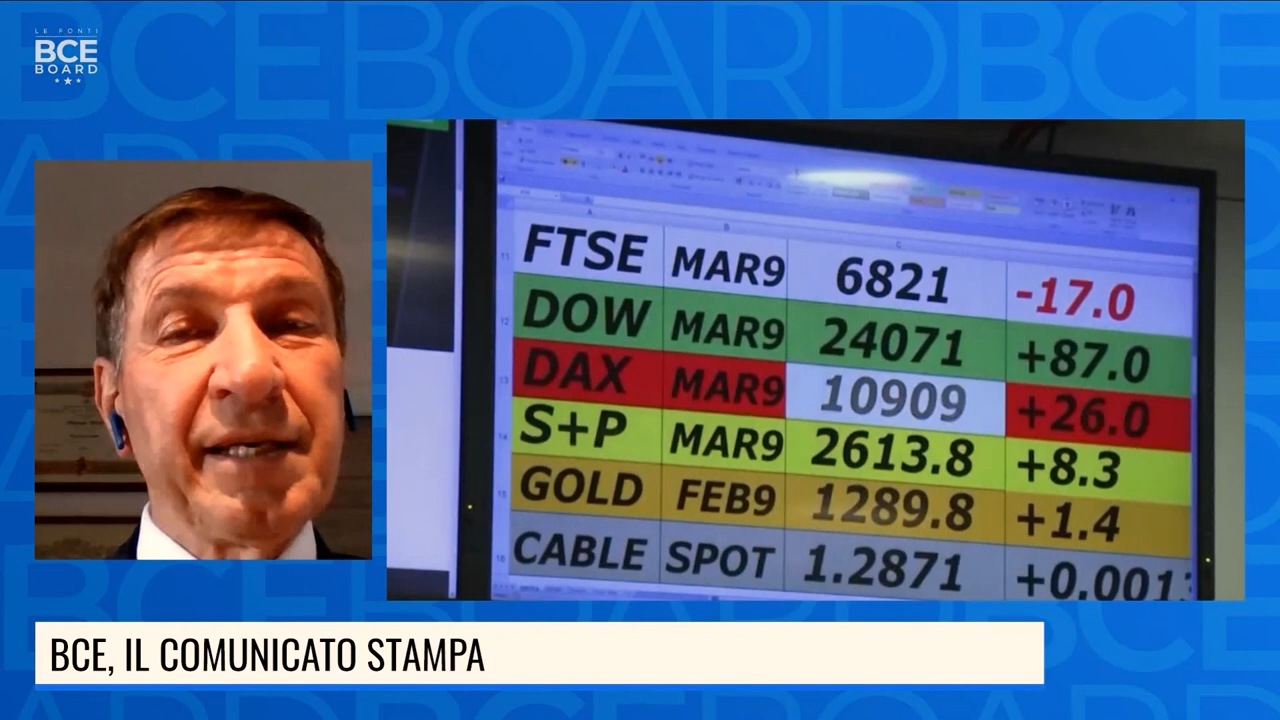 LE FONTI
BCE
BOARD
BCEBOARDBCE
FTSE MAR9 6821 -17.0
DOW MAR9 24071 +87.0
DAX MAR9 10909 +26.0
S+P MAR9 2613.8 +8.3
GOLD FEB9 1289.8 +1.4
CABLE SPOT 1.2871
BCE, IL COMUNICATO STAMPA